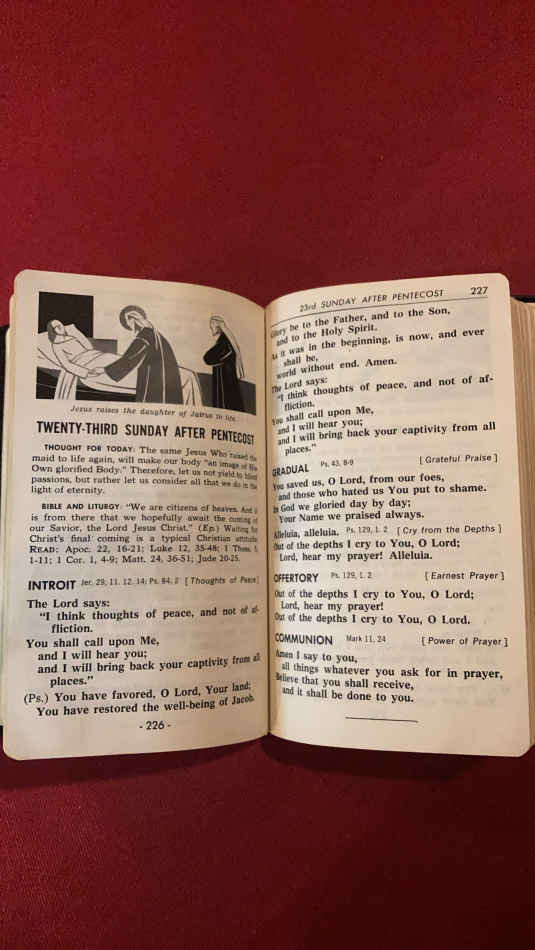 Jesus raises the daughter of Jairus to life.
TWENTY-THIRD SUNDAY AFTER PENTECOST
THOUGHT FOR TODAY: The same Jesus Who raised the
maid to life again, will make our body "an image of His
Own glorified Body." Therefore, let us not yield to blind
passions, but rather let us consider all that we do in the
light of eternity.
BIBLE AND LITURGY: "We are citizens of heaven. And it
is from there that we hopefully await the coming of
our Savior, the Lord Jesus Christ." (Ep.) Waiting for
Christ's final coming is a typical Christian attitude.
READ: Apoc. 22, 16-21; Luke 12, 35-48; 1 Thess. 5,
1-11; 1 Cor. 1, 4-9; Matt. 24, 36-51; Jude 20-25.
INTROIT Jer. 29, 11. 12. 14; Ps. 84, 2 [Thoughts of Peace]
The Lord says:
"I think thoughts of peace, and not of af-
fliction.
You shall call upon Me,
and I will hear you;
and I will bring back your captivity from all
places."
(Ps.) You have favored, O Lord, Your land;
You have restored the well-being of Jacob.
- 226 -
23rd SUNDAY AFTER PENTECOST 227
Glory be to the Father, and to the Son,
and to the Holy Spirit.
As it was in the beginning, is now, and ever
shall be,
world without end. Amen.
The Lord says:
"I think thoughts of peace, and not of af-
fliction.
You shall call upon Me,
and I will hear you;
and I will bring back your captivity from all
places."
GRADUAL Ps. 43, 8-9 [Grateful Praise]
You saved us, O Lord, from our foes,
and those who hated us You put to shame.
In God we gloried day by day;
Your Name we praised always.
Alleluia, alleluia. Ps. 129, 1. 2 [Cry from the Depths]
Out of the depths I cry to You, O Lord;
Lord, hear my prayer! Alleluia.
OFFERTORY Ps. 129, 1. 2 [Earnest Prayer]
Out of the depths I cry to You, O Lord;
Lord, hear my prayer!
Out of the depths I cry to You, O Lord.
COMMUNION Mark 11, 24 [Power of Prayer]
Amen I say to you,
all things whatever you ask for in prayer,
Believe that you shall receive,
and it shall be done to you.